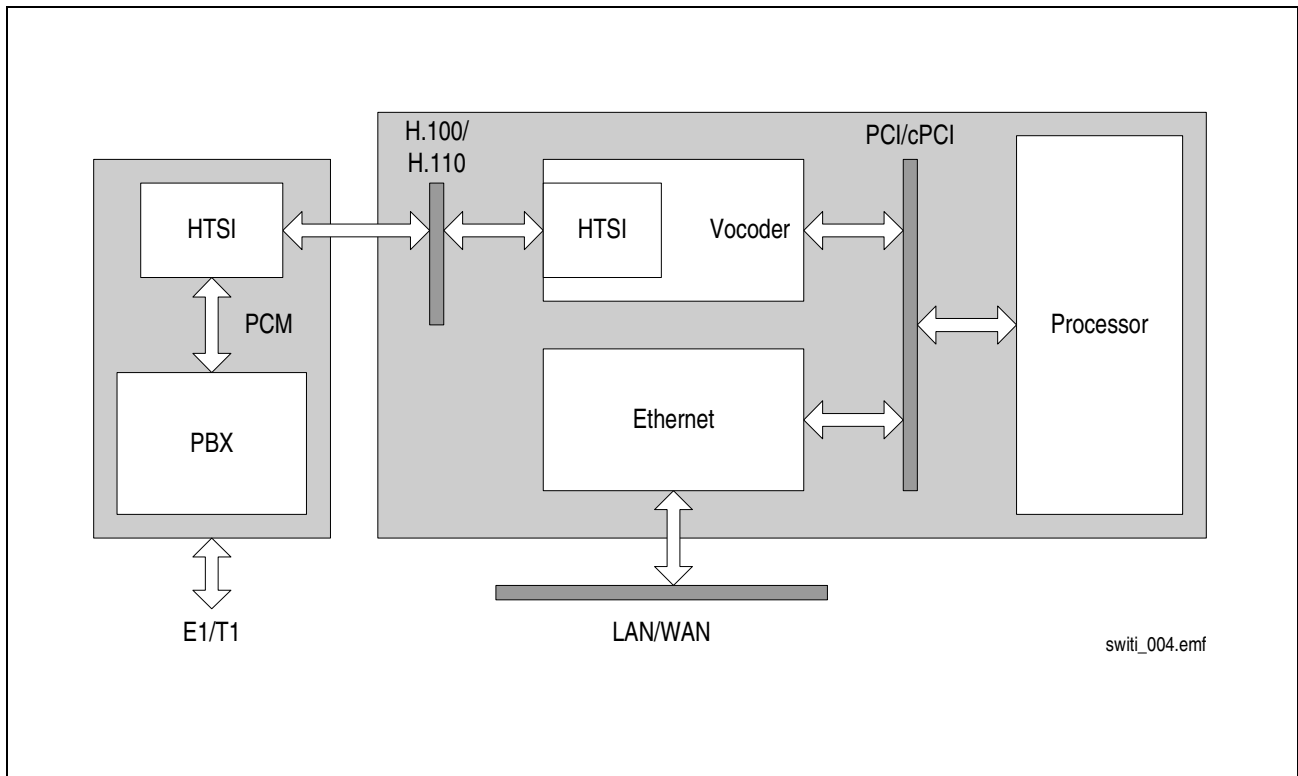 H.100/
H.110
PCI/cPCI
HTSI
HTSI
Vocoder
PCM
Processor
PBX
Ethernet
E1/T1
LAN/WAN
switi_004.emf